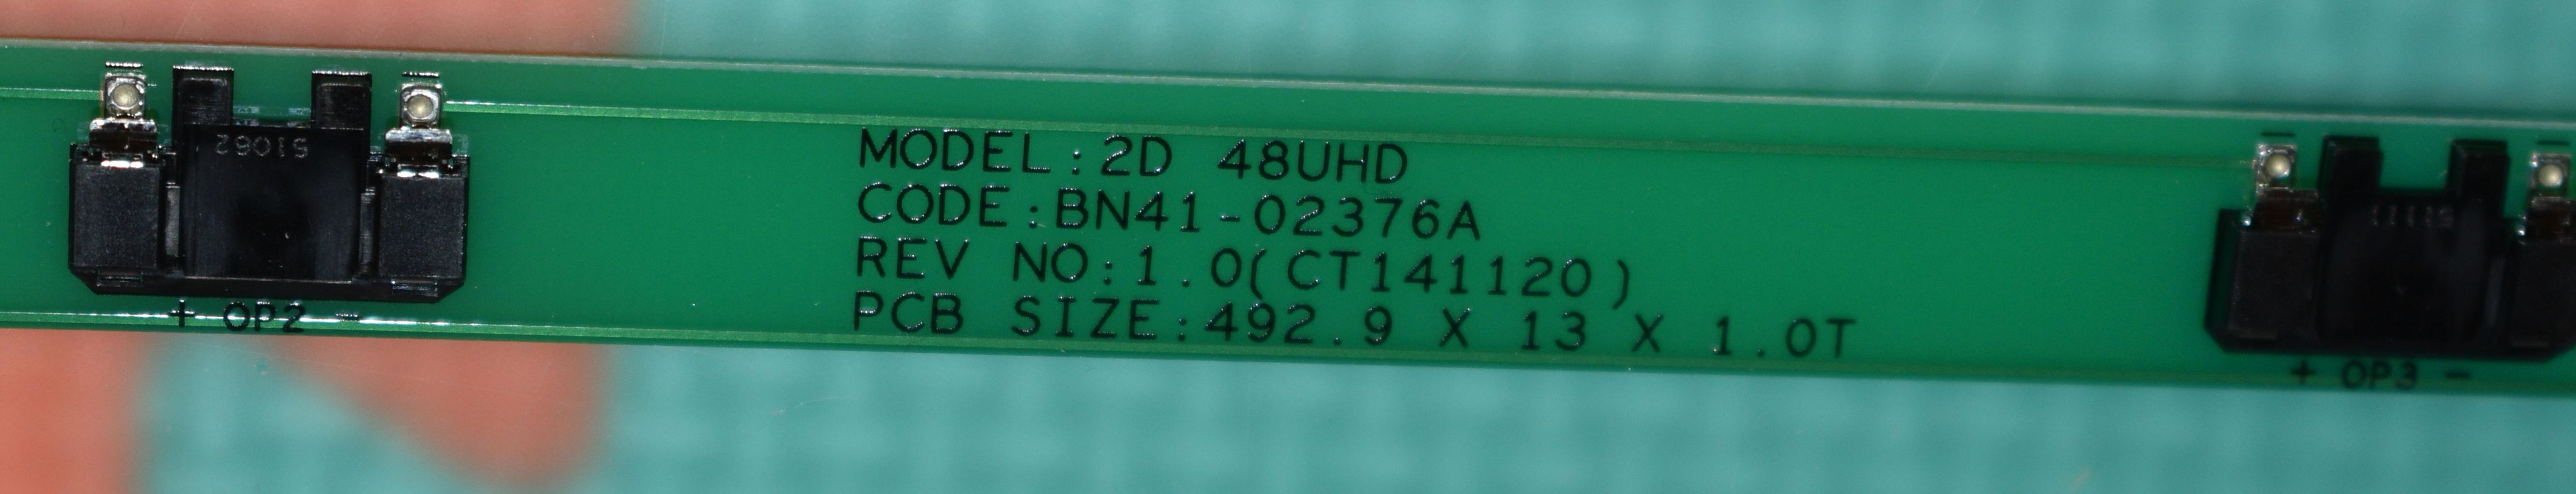 MODEL:2D 48UHD
CODE:BN41-02376A
REV NO:1.0(CT141120)
PCB SIZE:492.9 X 13 X 1.0T
+ OP2 -
+ OP3 -